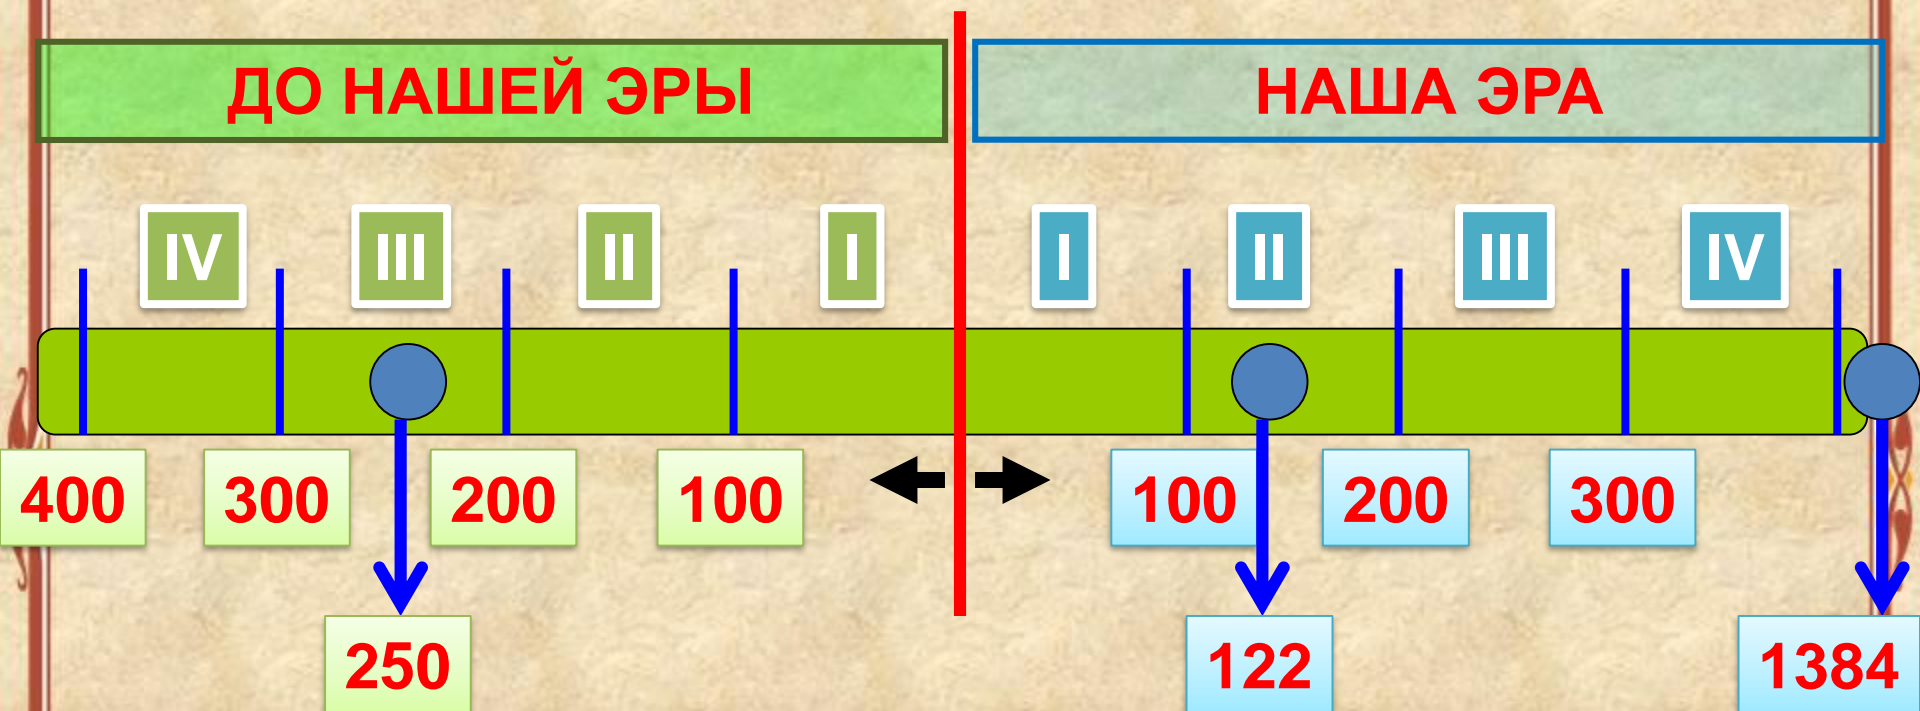 ДО НАШЕЙ ЭРЫ
НАША ЭРА
IV III II I I II III IV
400 300 200 100 100 200 300
250 122 1384